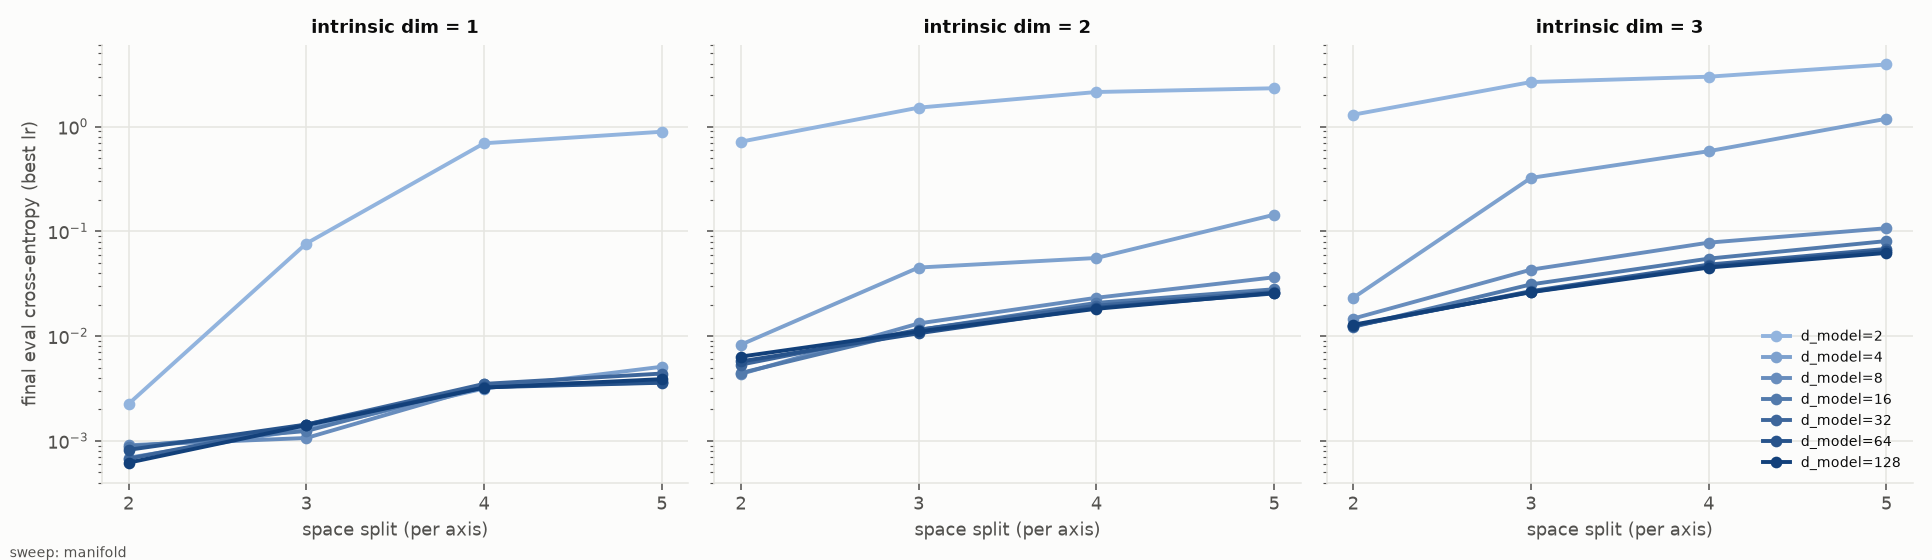 intrinsic dim = 1
intrinsic dim = 2
intrinsic dim = 3
final eval cross-entropy (best lr)
10⁰
10⁻¹
10⁻²
10⁻³
2 3 4 5
2 3 4 5
2 3 4 5
space split (per axis)
space split (per axis)
space split (per axis)
d_model=2
d_model=4
d_model=8
d_model=16
d_model=32
d_model=64
d_model=128
sweep: manifold